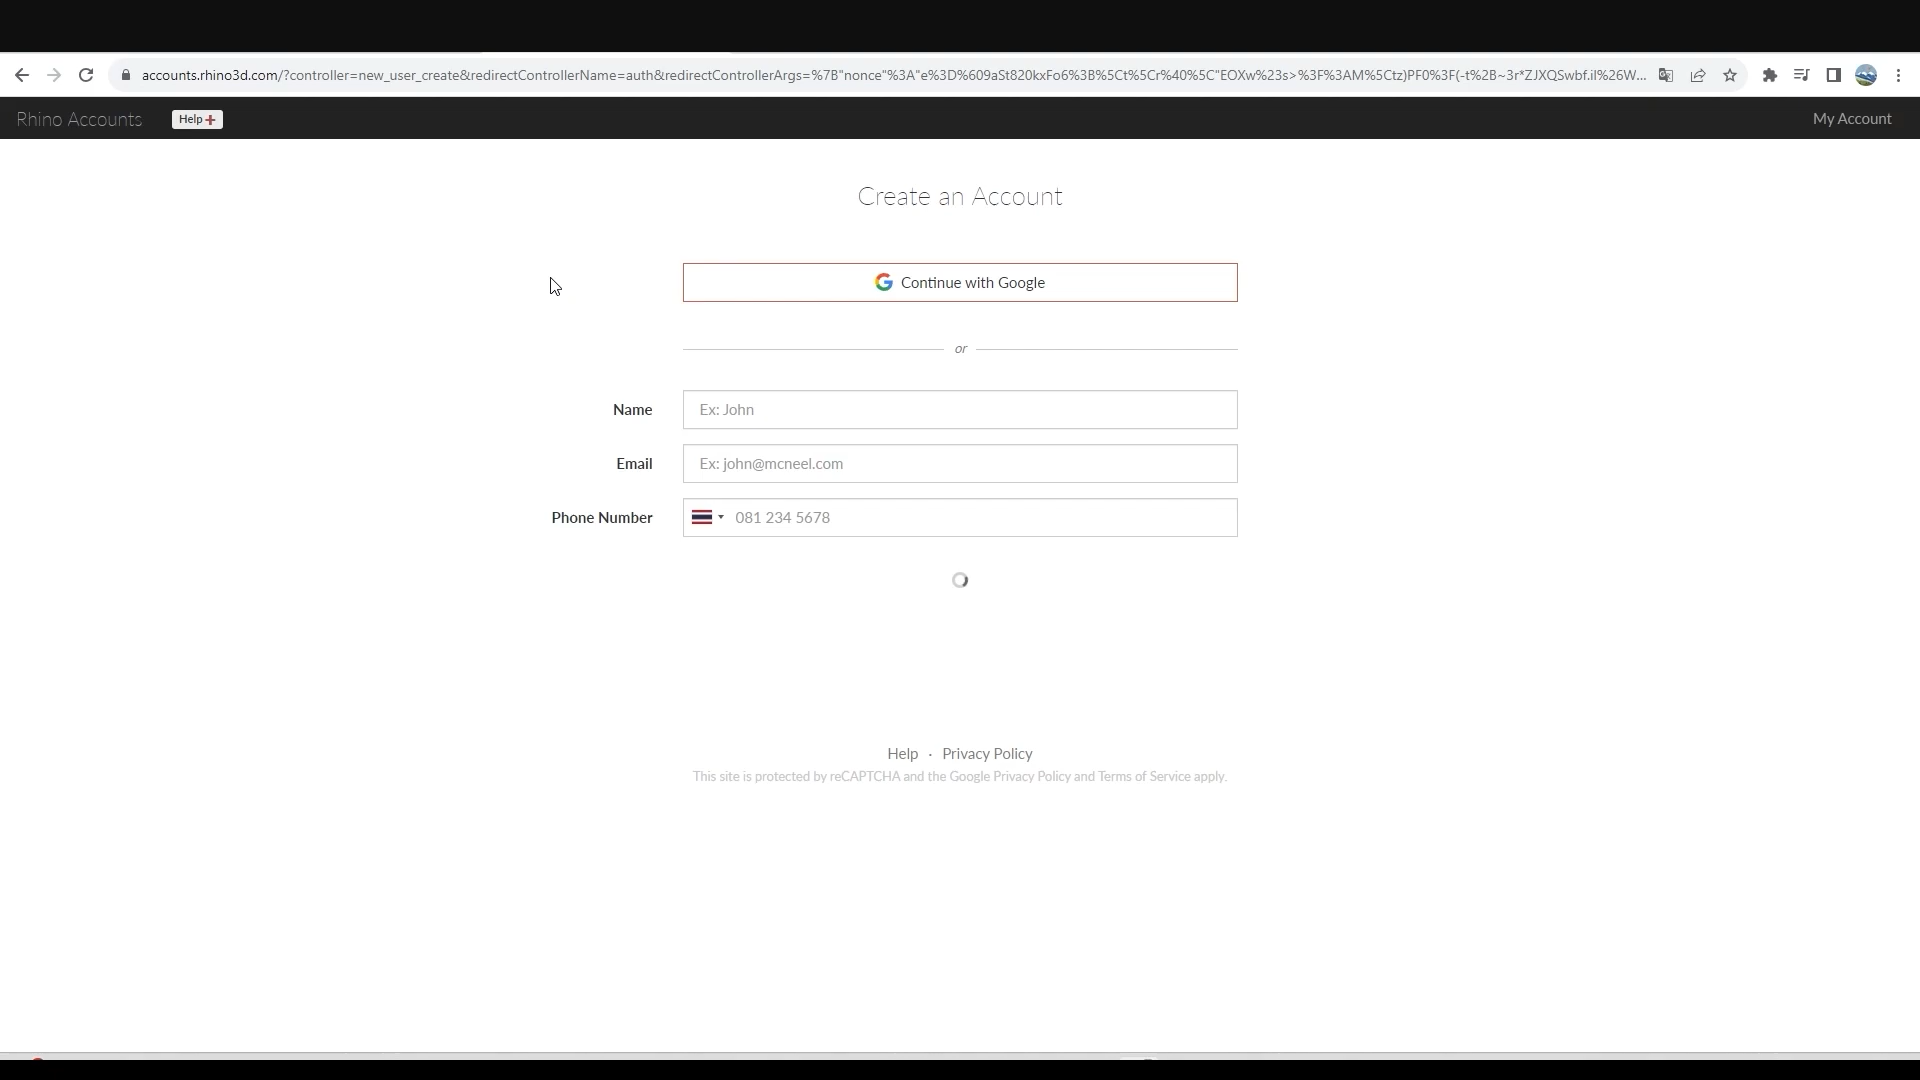 accounts.rhino3d.com/?controller=new_user_create&redirectControllerName=auth&redirectControllerArgs=%7B"nonce"%3A"e%3D%609aSt820kxFo6%3B%5Ct%5Cr%40%5C"EOXw%23s>%3F%3AM%5Ctz)PF0%3F(-t%2B~3r*ZJXQSwbf.il%26W...
Rhino Accounts
Help
My Account
Create an Account
Continue with Google
or
Name
Ex: John
Email
Ex: john@mcneel.com
Phone Number
081 234 5678
Help · Privacy Policy
This site is protected by reCAPTCHA and the Google Privacy Policy and Terms of Service apply.